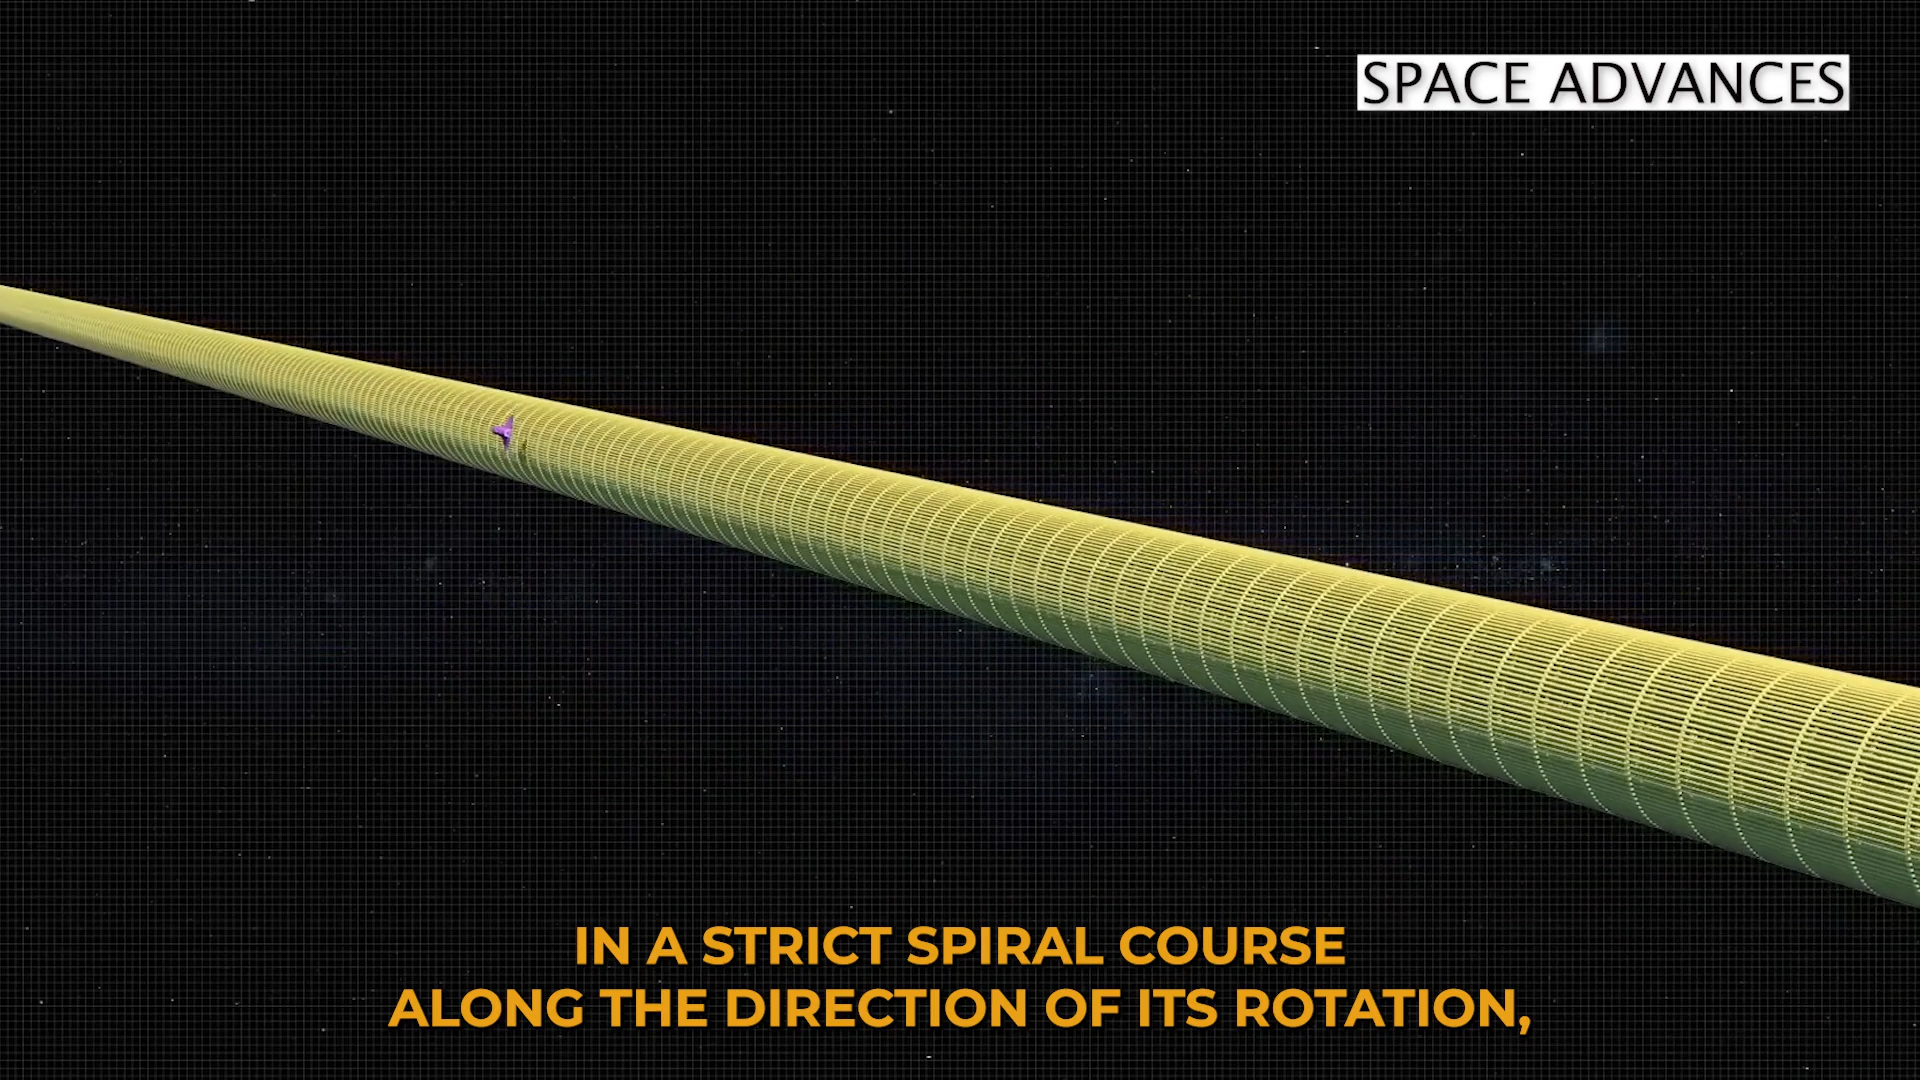 SPACE ADVANCES
IN A STRICT SPIRAL COURSE
ALONG THE DIRECTION OF ITS ROTATION,